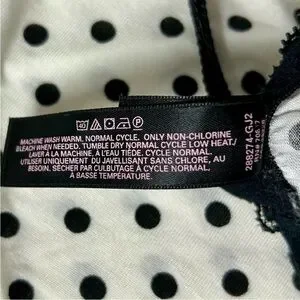 MACHINE WASH WARM, NORMAL CYCLE. ONLY NON-CHLORINE
BLEACH WHEN NEEDED. TUMBLE DRY NORMAL CYCLE LOW HEAT./
LAVER À LA MACHINE. À L'EAU TIÈDE. CYCLE NORMAL.
UTILISER UNIQUEMENT DU JAVELLISANT SANS CHLORE, AU
BESOIN. SÉCHER PAR CULBUTAGE À CYCLE NORMAL,
À BASSE TEMPÉRATURE.
288274-GJ2